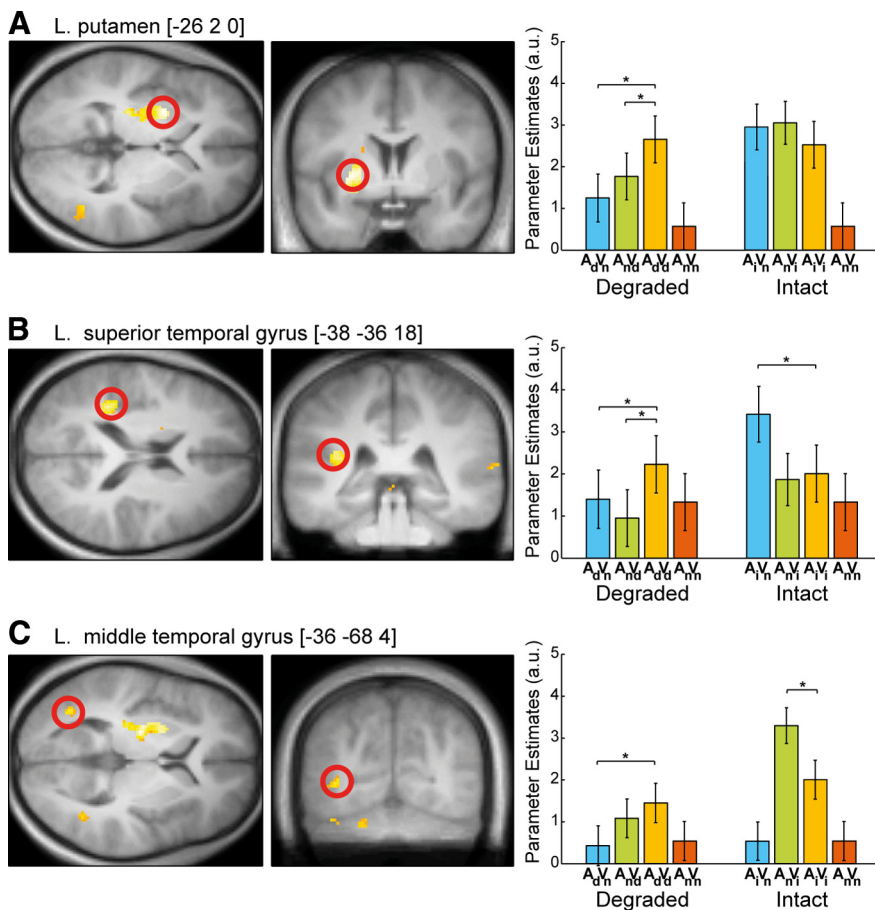 A L. putamen [-26 2 0]
Parameter Estimates (a.u.)
5
4
3
2
1
0
* *
AdVn AnVd AdVd AnVn AiVn AnVi AiVi AnVn
Degraded Intact
B L. superior temporal gyrus [-38 -36 18]
Parameter Estimates (a.u.)
5
4
3
2
1
0
* * *
AdVn AnVd AdVd AnVn AiVn AnVi AiVi AnVn
Degraded Intact
C L. middle temporal gyrus [-36 -68 4]
Parameter Estimates (a.u.)
5
4
3
2
1
0
* *
AdVn AnVd AdVd AnVn AiVn AnVi AiVi AnVn
Degraded Intact